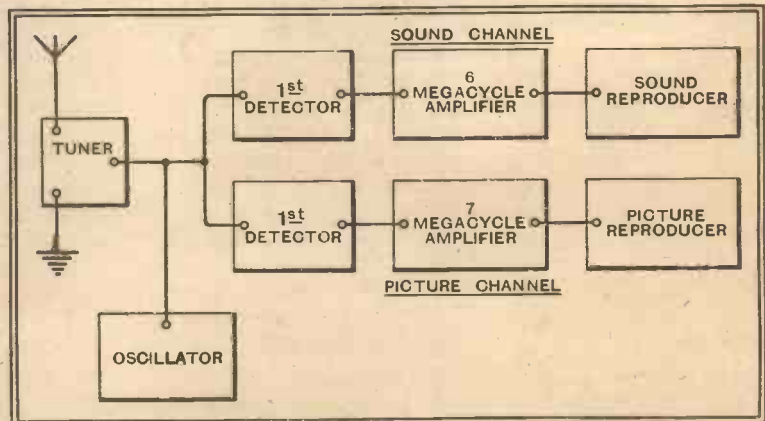 SOUND CHANNEL
TUNER
1st
DETECTOR
6
MEGACYCLE
AMPLIFIER
SOUND
REPRODUCER
1st
DETECTOR
7
MEGACYCLE
AMPLIFIER
PICTURE
REPRODUCER
PICTURE CHANNEL
OSCILLATOR